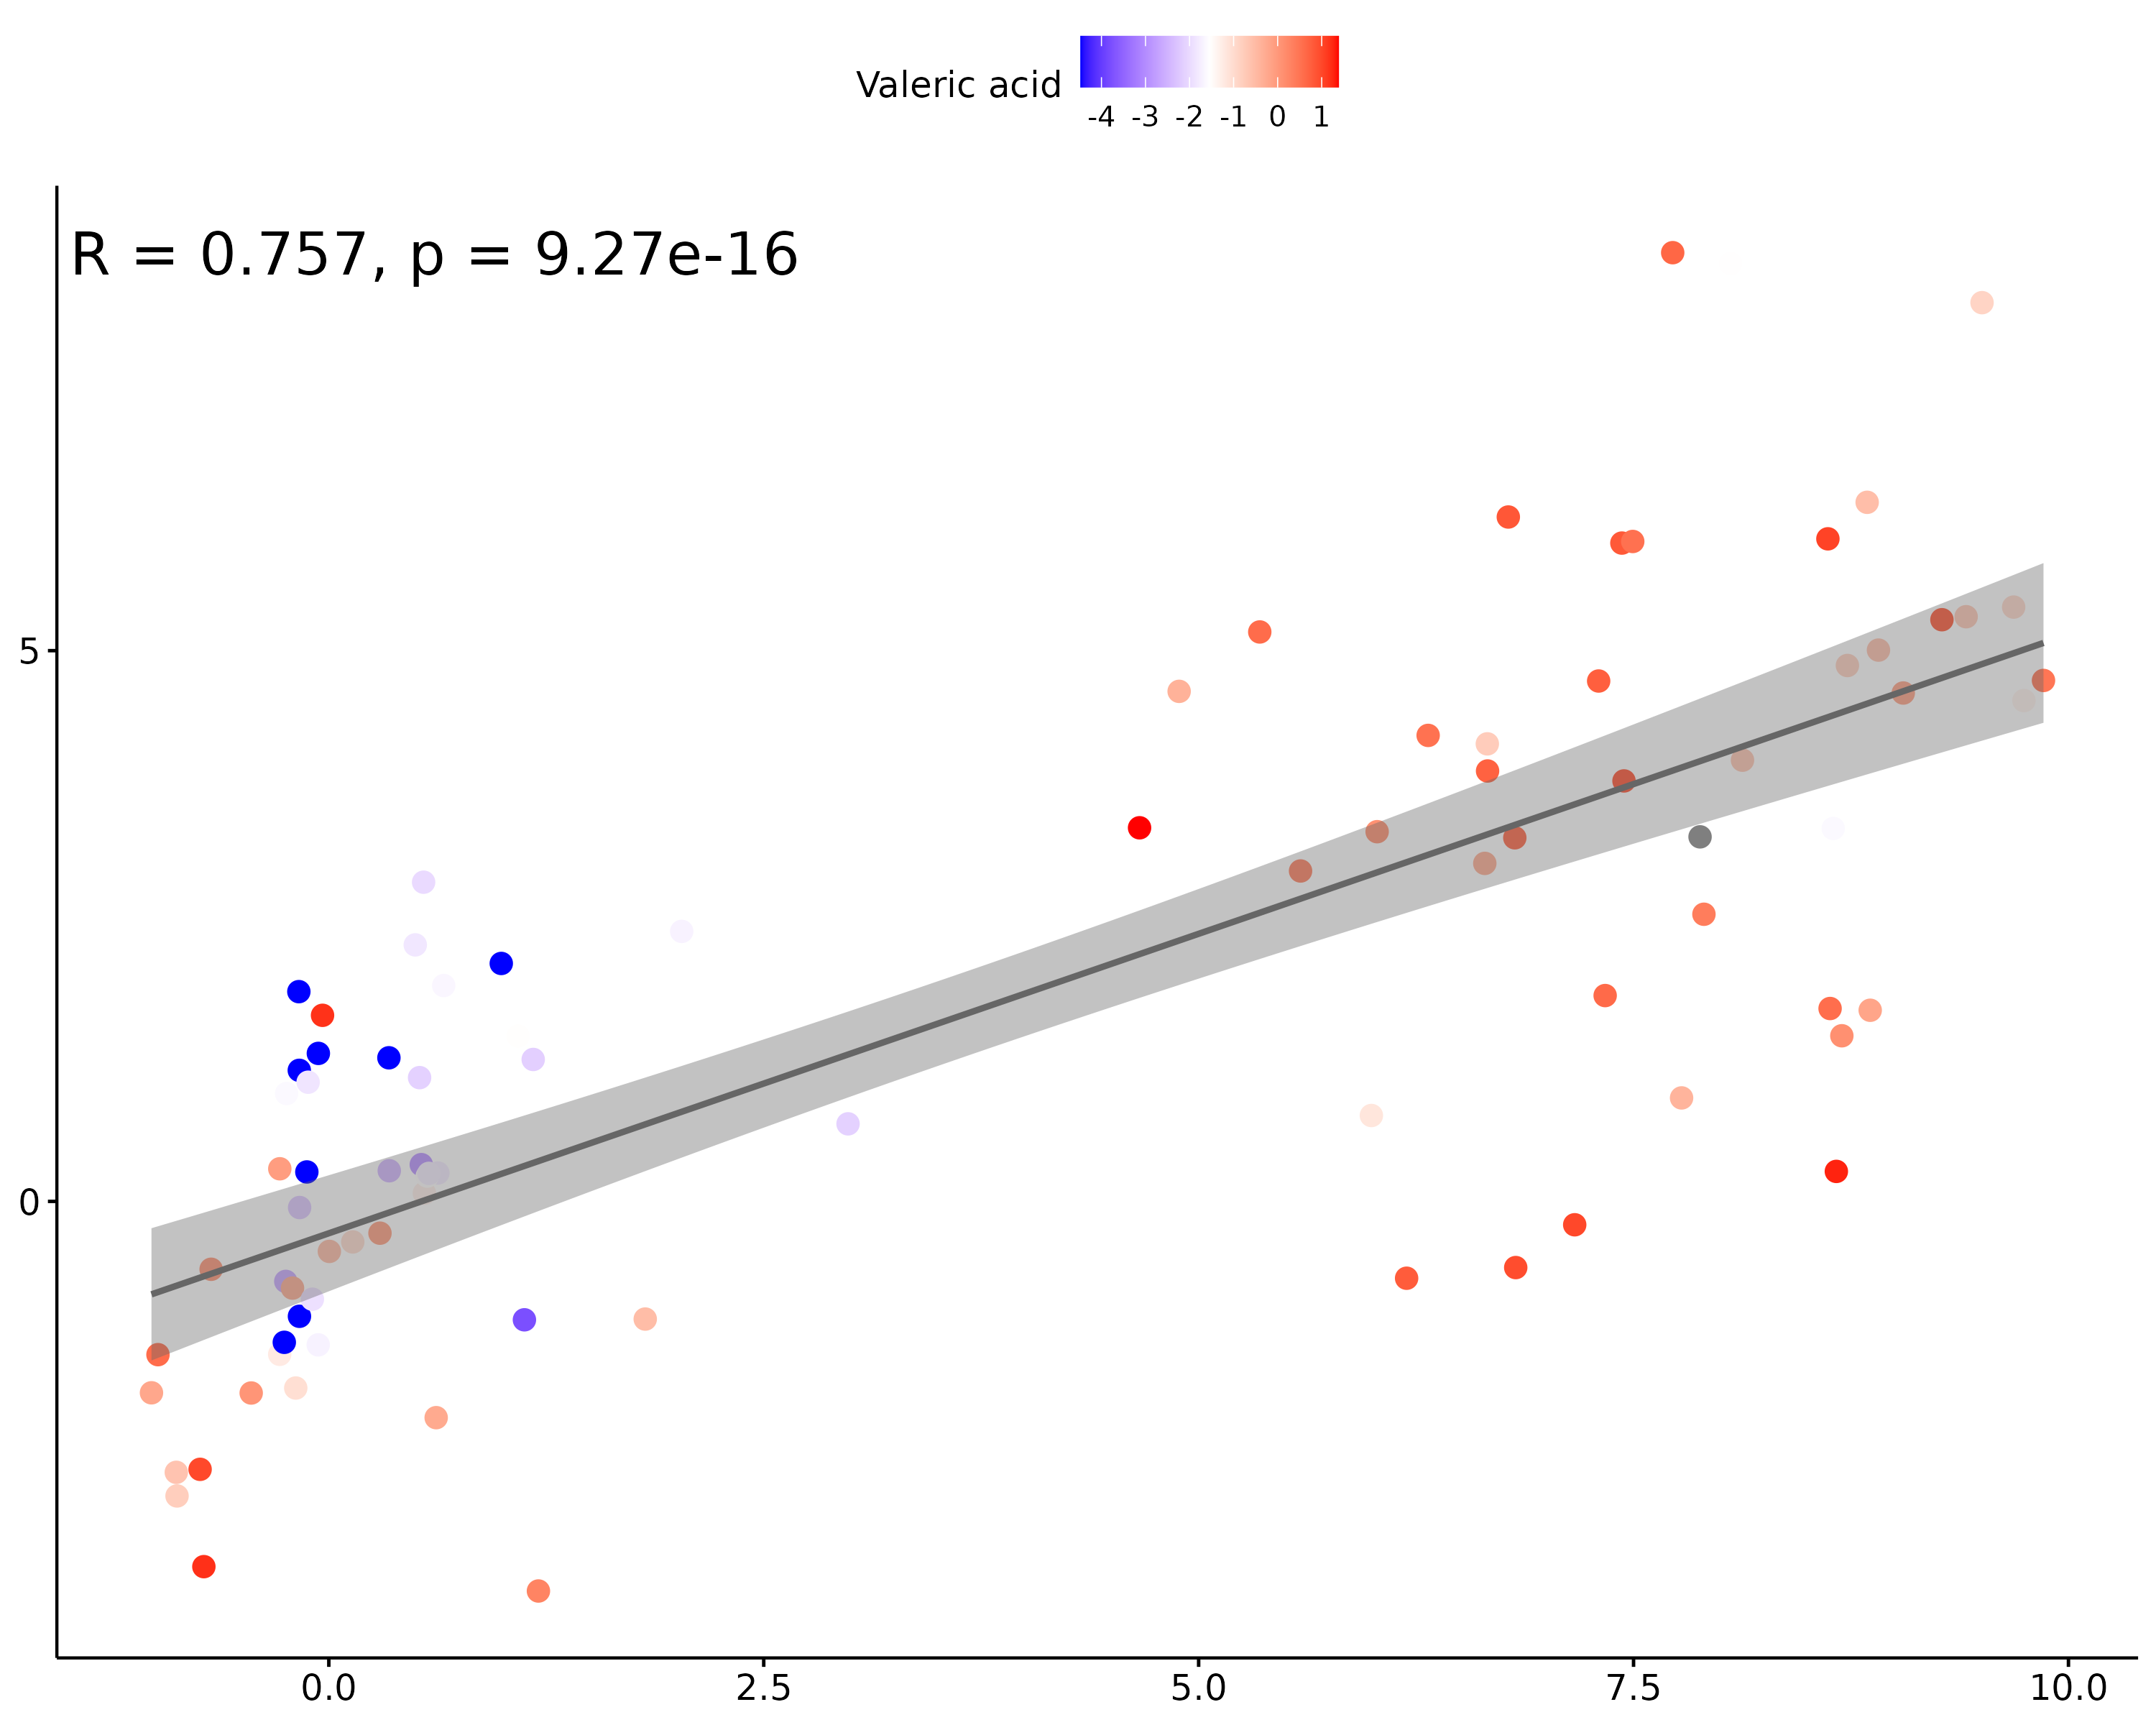 Valeric acid
-4 -3 -2 -1 0 1
R = 0.757, p = 9.27e-16
5
0
0.0 2.5 5.0 7.5 10.0